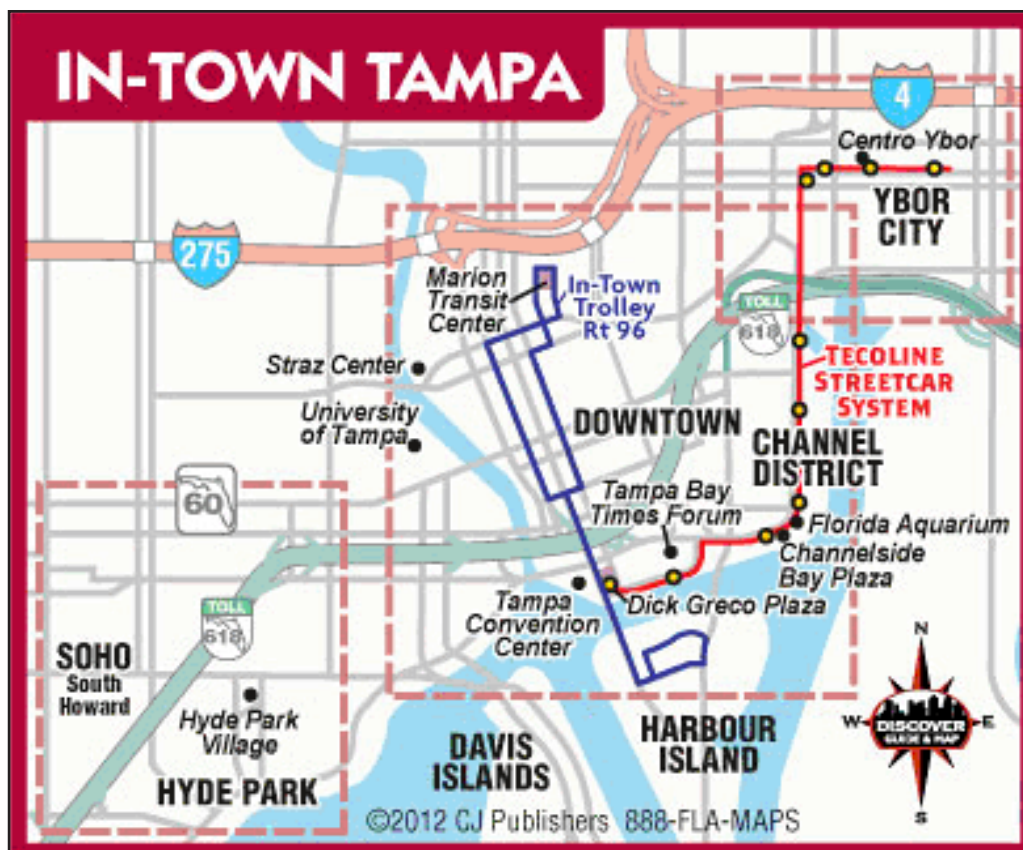 IN-TOWN TAMPA
4
Centro Ybor
YBOR
CITY
275
Marion
Transit
Center
In-Town
Trolley
Rt 96
TOLL
618
Straz Center
TECOLINE
STREETCAR
SYSTEM
University
of Tampa
DOWNTOWN
CHANNEL
DISTRICT
60
Tampa Bay
Times Forum
Florida Aquarium
Channelside
Bay Plaza
Tampa
Convention
Center
Dick Greco Plaza
TOLL
618
SOHO
South
Howard
Hyde Park
Village
HYDE PARK
DAVIS
ISLANDS
HARBOUR
ISLAND
N
W
E
S
DISCOVER
GUIDE & MAP
©2012 CJ Publishers 888-FLA-MAPS